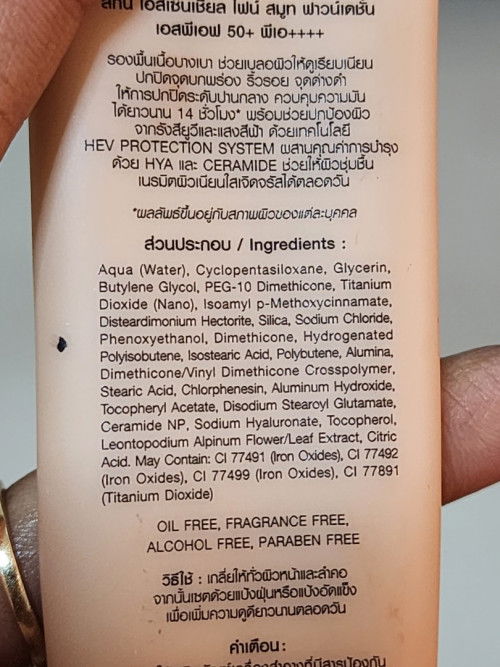 สกิน เอสเซนเชียล ไฟน์ สมูท ฟาวน์เดชั่น
เอสพีเอฟ 50+ พีเอ++++
รองพื้นเนื้อบางเบา ช่วยเบลอผิวให้ดูเรียบเนียน
ปกปิดจุดบกพร่อง ริ้วรอย จุดด่างดำ
ให้การปกปิดระดับปานกลาง ควบคุมความมัน
ได้ยาวนาน 14 ชั่วโมง* พร้อมช่วยปกป้องผิว
จากรังสียูวีและแสงสีฟ้า ด้วยเทคโนโลยี
HEV PROTECTION SYSTEM ผสานคุณค่าการบำรุง
ด้วย HYA และ CERAMIDE ช่วยให้ผิวชุ่มชื้น
เนรมิตผิวเนียนใสเจิดจรัสได้ตลอดวัน
*ผลลัพธ์ขึ้นอยู่กับสภาพผิวของแต่ละบุคคล
ส่วนประกอบ / Ingredients :
Aqua (Water), Cyclopentasiloxane, Glycerin,
Butylene Glycol, PEG-10 Dimethicone, Titanium
Dioxide (Nano), Isoamyl p-Methoxycinnamate,
Disteardimonium Hectorite, Silica, Sodium Chloride,
Phenoxyethanol, Dimethicone, Hydrogenated
Polyisobutene, Isostearic Acid, Polybutene, Alumina,
Dimethicone/Vinyl Dimethicone Crosspolymer,
Stearic Acid, Chlorphenesin, Aluminum Hydroxide,
Tocopheryl Acetate, Disodium Stearoyl Glutamate,
Ceramide NP, Sodium Hyaluronate, Tocopherol,
Leontopodium Alpinum Flower/Leaf Extract, Citric
Acid. May Contain: CI 77491 (Iron Oxides), CI 77492
(Iron Oxides), CI 77499 (Iron Oxides), CI 77891
(Titanium Dioxide)
OIL FREE, FRAGRANCE FREE,
ALCOHOL FREE, PARABEN FREE
วิธีใช้ : เกลี่ยให้ทั่วผิวหน้าและลำคอ
จากนั้นเซตด้วยแป้งฝุ่นหรือแป้งอัดแข็ง
เพื่อเพิ่มความดูดียาวนานตลอดวัน
คำเตือน: